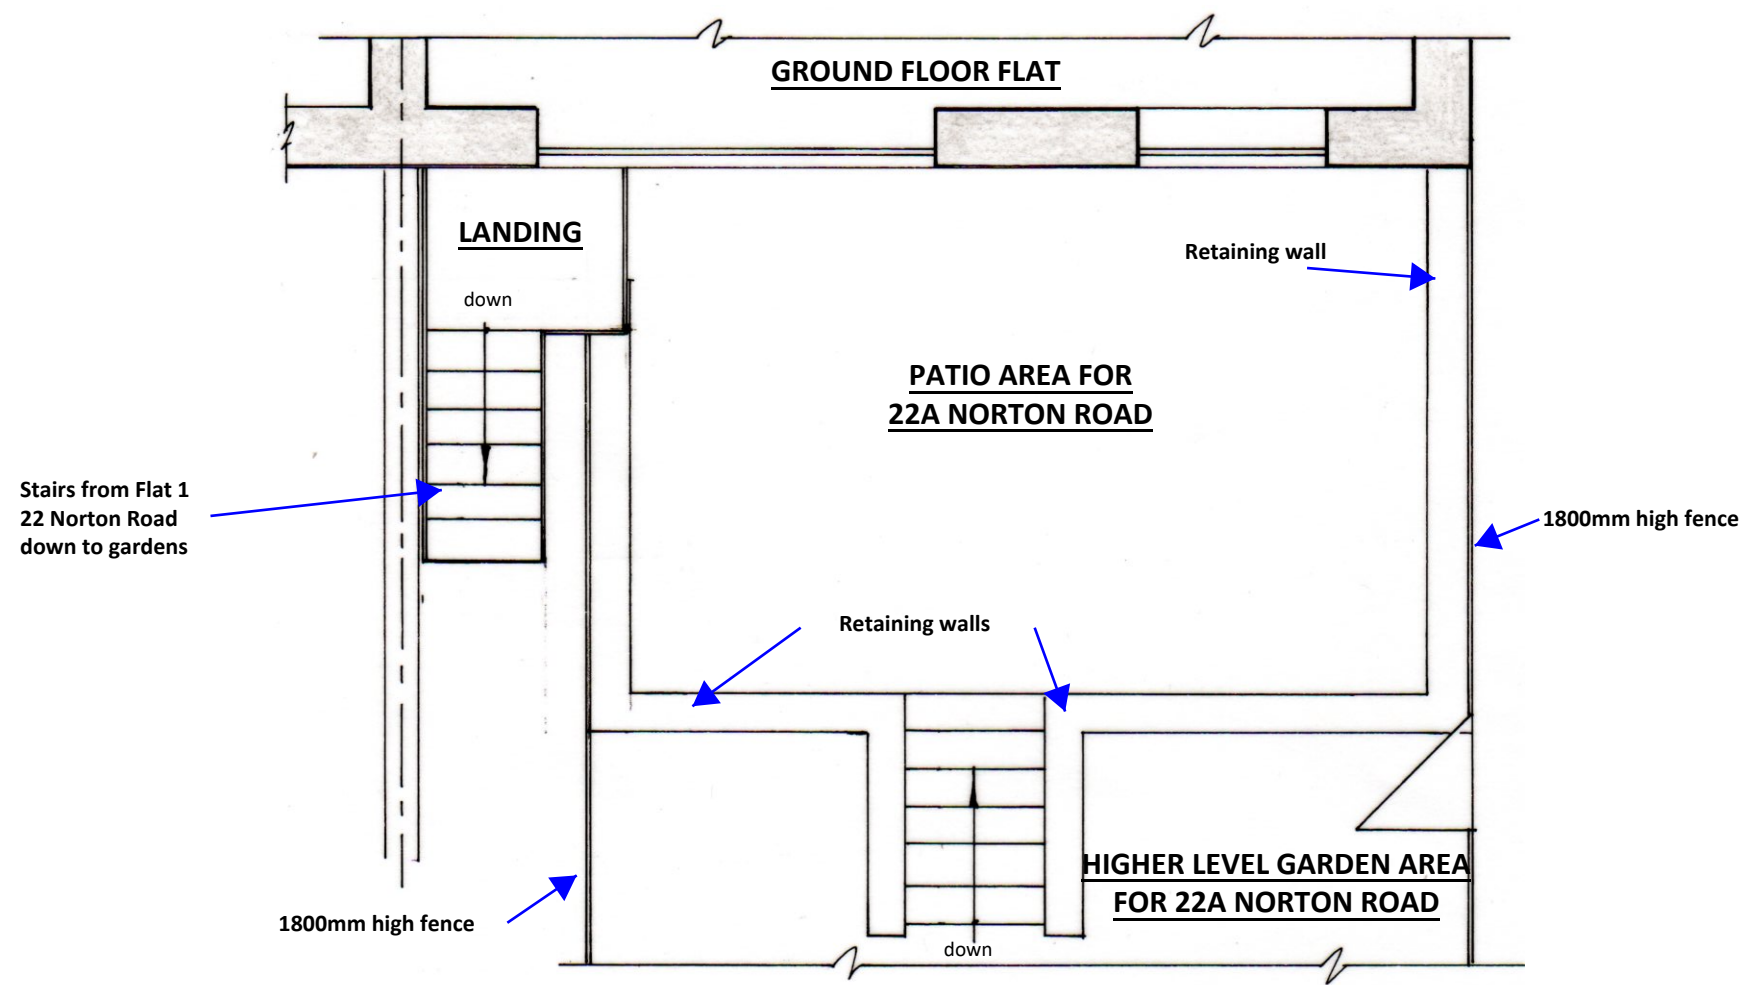 GROUND FLOOR FLAT
LANDING
Retaining wall
down
PATIO AREA FOR
22A NORTON ROAD
Stairs from Flat 1
22 Norton Road
down to gardens
1800mm high fence
Retaining walls
HIGHER LEVEL GARDEN AREA
FOR 22A NORTON ROAD
1800mm high fence
down